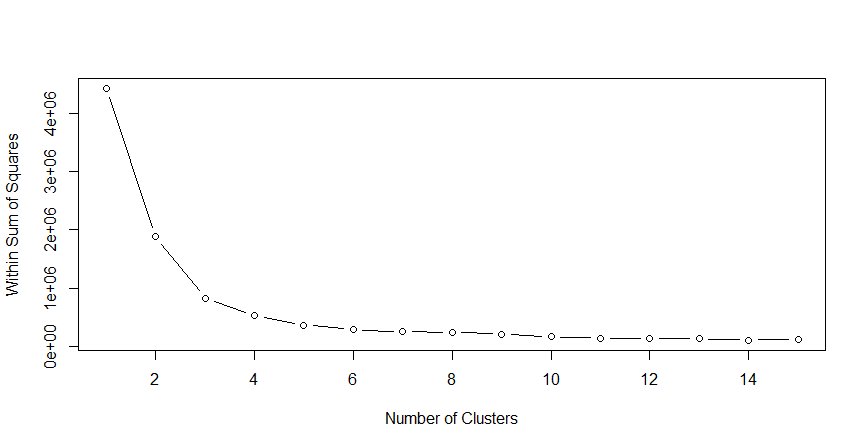 Within Sum of Squares
4e+06
3e+06
2e+06
1e+06
0e+00
2 4 6 8 10 12 14
Number of Clusters